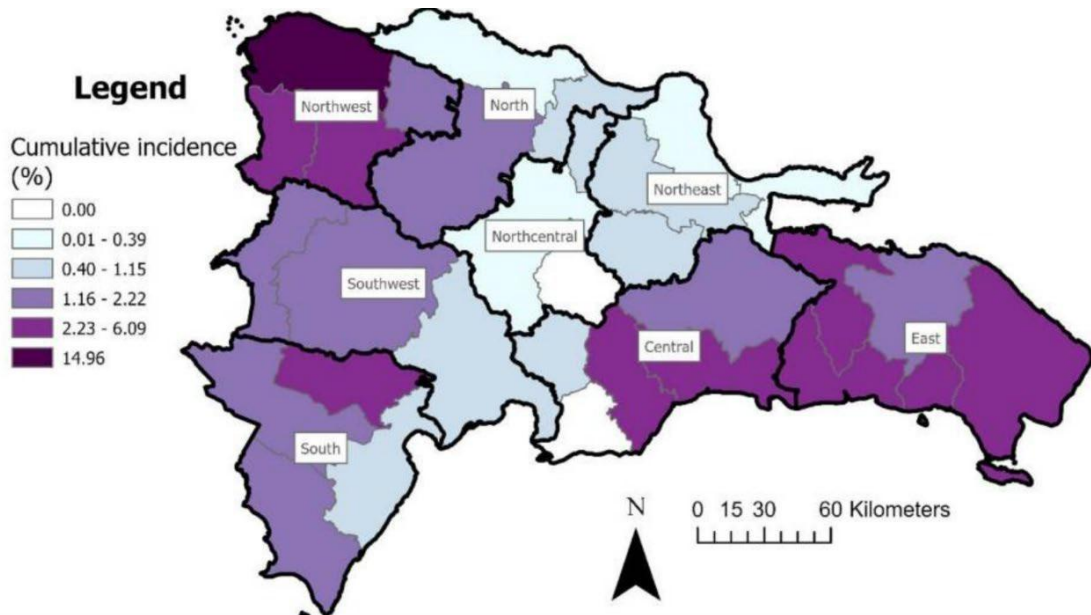 Legend
Cumulative incidence
(%)
0.00
0.01 - 0.39
0.40 - 1.15
1.16 - 2.22
2.23 - 6.09
14.96
Northwest
North
Northeast
Northcentral
Southwest
Central
East
South
N
0 15 30 60 Kilometers